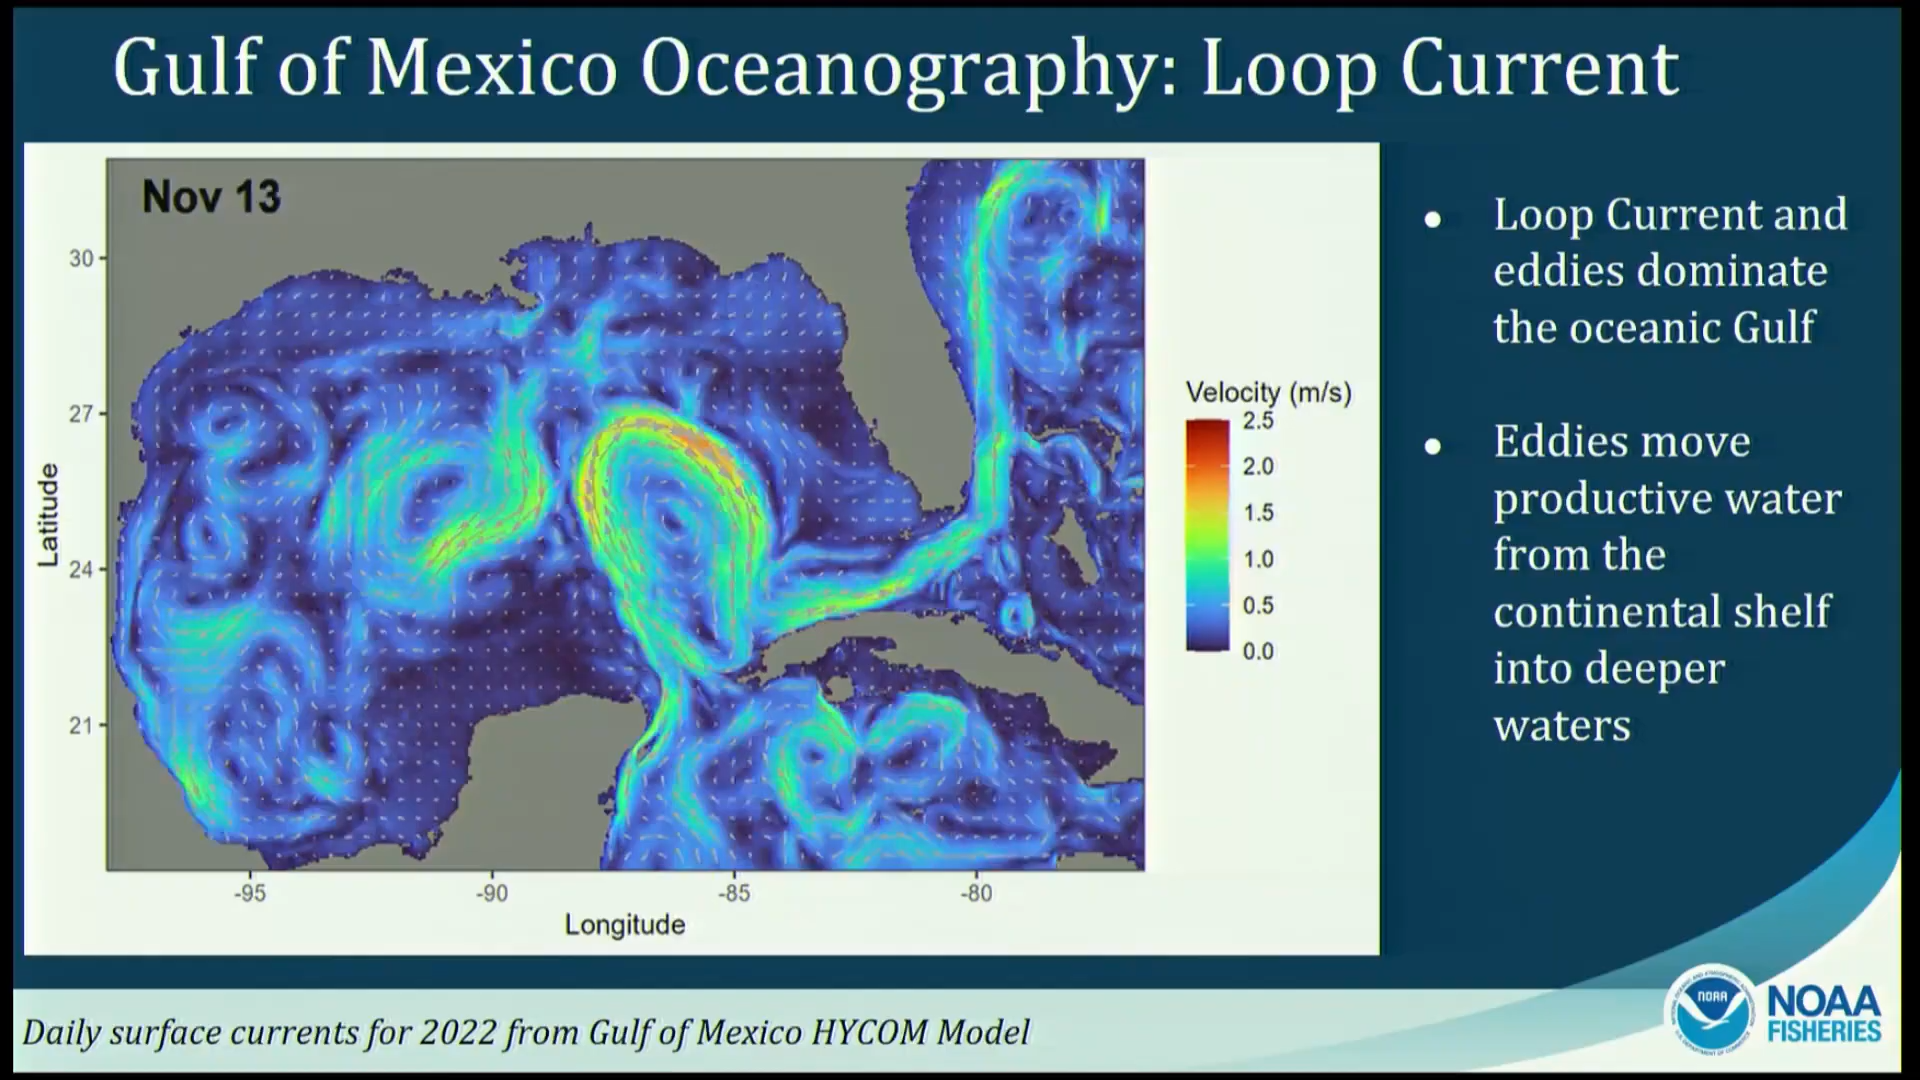 Gulf of Mexico Oceanography: Loop Current
Nov 13
30
27
24
21
Latitude
-95
-90
-85
-80
Longitude
Velocity (m/s)
2.5
2.0
1.5
1.0
0.5
0.0
• Loop Current and
eddies dominate
the oceanic Gulf
• Eddies move
productive water
from the
continental shelf
into deeper
waters
Daily surface currents for 2022 from Gulf of Mexico HYCOM Model
NOAA
NOAA
FISHERIES